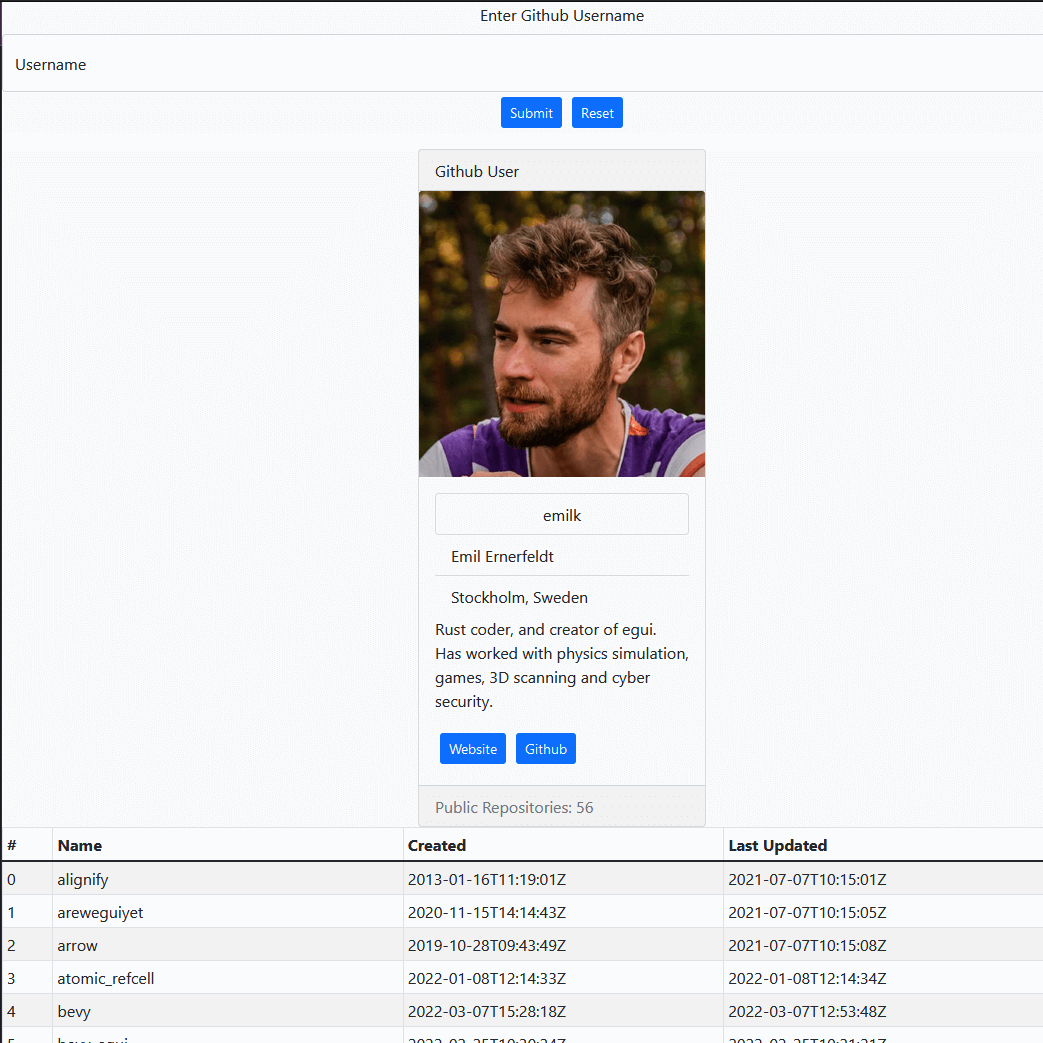 Enter Github Username
Username
Submit Reset
Github User
emilk
Emil Ernerfeldt
Stockholm, Sweden
Rust coder, and creator of egui.
Has worked with physics simulation,
games, 3D scanning and cyber
security.
Website Github
Public Repositories: 56
# Name Created Last Updated
0 alignify 2013-01-16T11:19:01Z 2021-07-07T10:15:01Z
1 areweguiyet 2020-11-15T14:14:43Z 2021-07-07T10:15:05Z
2 arrow 2019-10-28T09:43:49Z 2021-07-07T10:15:08Z
3 atomic_refcell 2022-01-08T12:14:33Z 2022-01-08T12:14:34Z
4 bevy 2022-03-07T15:28:18Z 2022-03-07T12:53:48Z